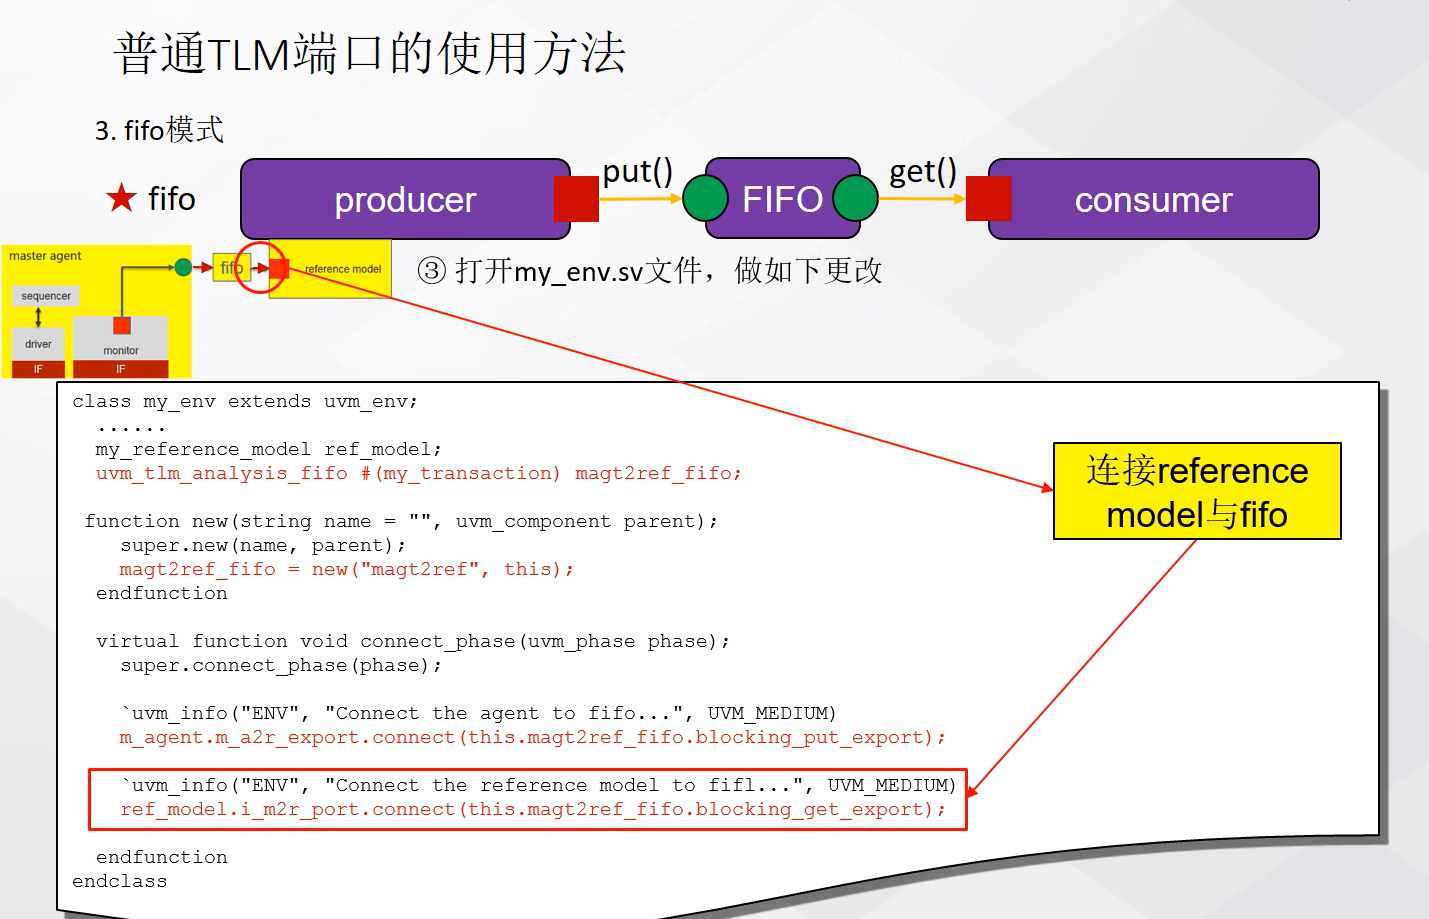 普通TLM端口的使用方法
3. fifo模式
★ fifo
producer
put()
FIFO
get()
consumer
master agent
sequencer
driver
IF
monitor
IF
fifo
reference model
③ 打开my_env.sv文件，做如下更改
class my_env extends uvm_env;
......
my_reference_model ref_model;
uvm_tlm_analysis_fifo #(my_transaction) magt2ref_fifo;
function new(string name = "", uvm_component parent);
super.new(name, parent);
magt2ref_fifo = new("magt2ref", this);
endfunction
virtual function void connect_phase(uvm_phase phase);
super.connect_phase(phase);
`uvm_info("ENV", "Connect the agent to fifo...", UVM_MEDIUM)
m_agent.m_a2r_export.connect(this.magt2ref_fifo.blocking_put_export);
`uvm_info("ENV", "Connect the reference model to fifl...", UVM_MEDIUM)
ref_model.i_m2r_port.connect(this.magt2ref_fifo.blocking_get_export);
endfunction
endclass
连接reference
model与fifo